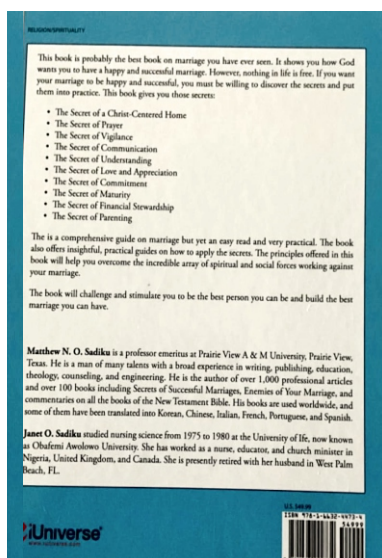 RELIGION/SPIRITUALITY
This book is probably the best book on marriage you have ever seen. It shows you how God
wants you to have a happy and successful marriage. However, nothing in life is free. If you want
your marriage to be happy and successful, you must be willing to discover the secrets and put
them into practice. This book gives you those secrets:
• The Secret of a Christ-Centered Home
• The Secret of Prayer
• The Secret of Vigilance
• The Secret of Communication
• The Secret of Understanding
• The Secret of Love and Appreciation
• The Secret of Commitment
• The Secret of Maturity
• The Secret of Financial Stewardship
• The Secret of Parenting
The is a comprehensive guide on marriage but yet an easy read and very practical. The book
also offers insightful, practical guides on how to apply the secrets. The principles offered in this
book will help you overcome the incredible array of spiritual and social forces working against
your marriage.
The book will challenge and stimulate you to be the best person you can be and build the best
marriage you can have.
Matthew N. O. Sadiku is a professor emeritus at Prairie View A & M University, Prairie View,
Texas. He is a man of many talents with a broad experience in writing, publishing, education,
theology, counseling, and engineering. He is the author of over 1,000 professional articles
and over 100 books including Secrets of Successful Marriages, Enemies of Your Marriage, and
commentaries on all the books of the New Testament Bible. His books are used worldwide, and
some of them have been translated into Korean, Chinese, Italian, French, Portuguese, and Spanish.
Janet O. Sadiku studied nursing science from 1975 to 1980 at the University of Ife, now known
as Obafemi Awolowo University. She has worked as a nurse, educator, and church minister in
Nigeria, United Kingdom, and Canada. She is presently retired with her husband in West Palm
Beach, FL.
U.S. $49.99
ISBN 978-1-6632-4973-4
54999
iUniverse
www.iuniverse.com